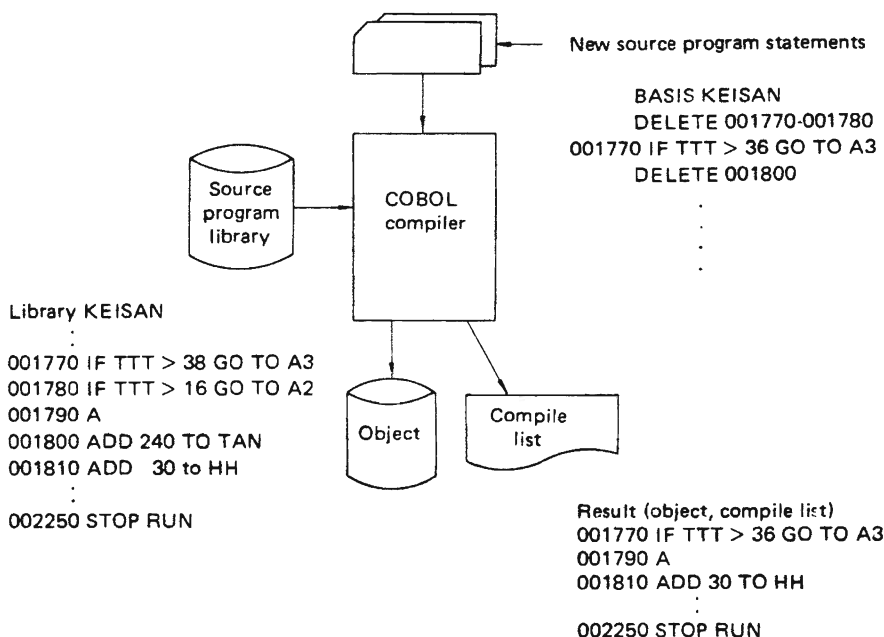 New source program statements
BASIS KEISAN
DELETE 001770-001780
001770 IF TTT > 36 GO TO A3
DELETE 001800
.
.
.
.
Source
program
library
COBOL
compiler
Library KEISAN
.
.
001770 IF TTT > 38 GO TO A3
001780 IF TTT > 16 GO TO A2
001790 A
001800 ADD 240 TO TAN
001810 ADD 30 to HH
.
.
002250 STOP RUN
Object
Compile
list
Result (object, compile list)
001770 IF TTT > 36 GO TO A3
001790 A
001810 ADD 30 TO HH
.
.
002250 STOP RUN